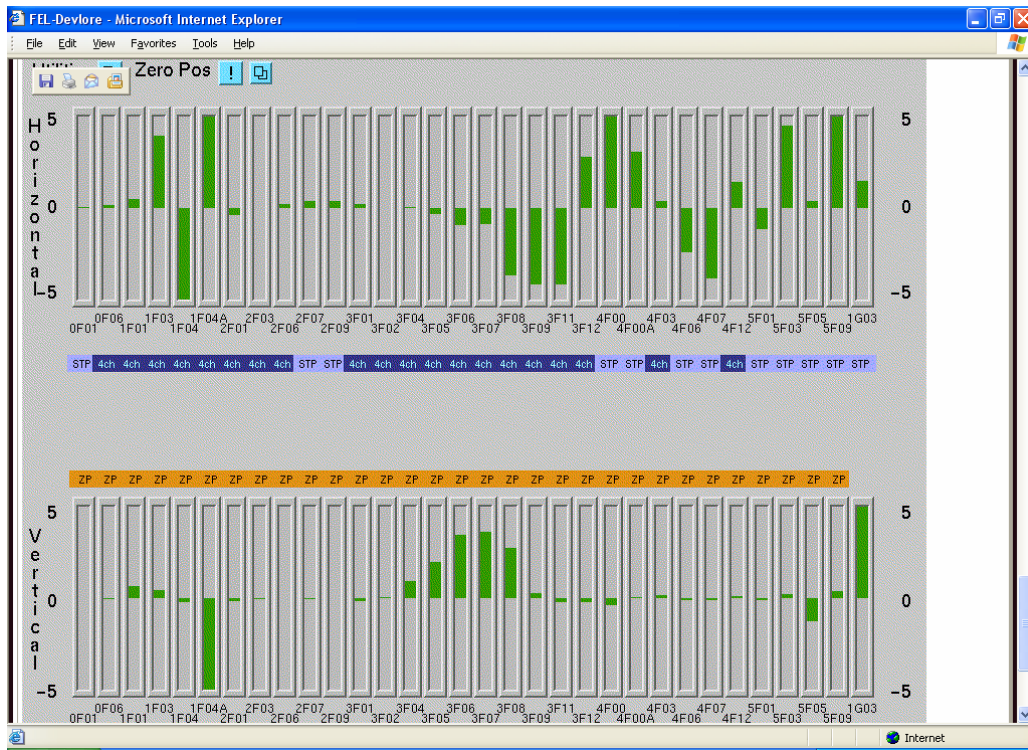 FEL-Devlore - Microsoft Internet Explorer
File Edit View Favorites Tools Help
Zero Pos !
Horizontal
5 5
0 0
-5 -5
0F06 1F03 1F04A 2F03 2F07 3F01 3F04 3F06 3F08 3F11 4F00 4F03 4F07 5F01 5F05 1G03
0F01 1F01 1F04 2F01 2F06 2F09 3F02 3F05 3F07 3F09 3F12 4F00A 4F06 4F12 5F03 5F09
STP 4ch 4ch 4ch 4ch 4ch 4ch 4ch 4ch STP STP 4ch 4ch 4ch 4ch 4ch 4ch 4ch 4ch 4ch 4ch STP STP 4ch STP STP 4ch STP STP STP STP STP
ZP ZP ZP ZP ZP ZP ZP ZP ZP ZP ZP ZP ZP ZP ZP ZP ZP ZP ZP ZP ZP ZP ZP ZP ZP ZP ZP ZP ZP ZP ZP
Vertical
5 5
0 0
-5 -5
0F06 1F03 1F04A 2F03 2F07 3F01 3F04 3F06 3F08 3F11 4F00 4F03 4F07 5F01 5F05 1G03
0F01 1F01 1F04 2F01 2F06 2F09 3F02 3F05 3F07 3F09 3F12 4F00A 4F06 4F12 5F03 5F09
Internet